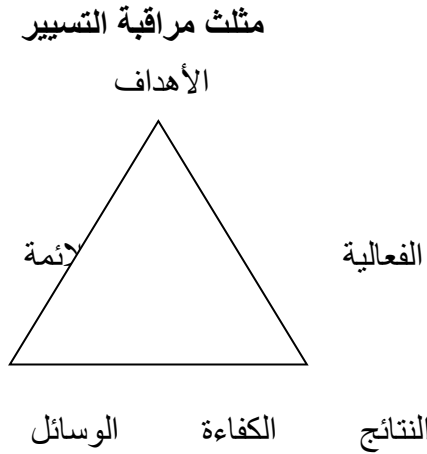 مثلث مراقبة التسيير
الأهداف
الفعالية
النتائج الكفاءة الوسائل